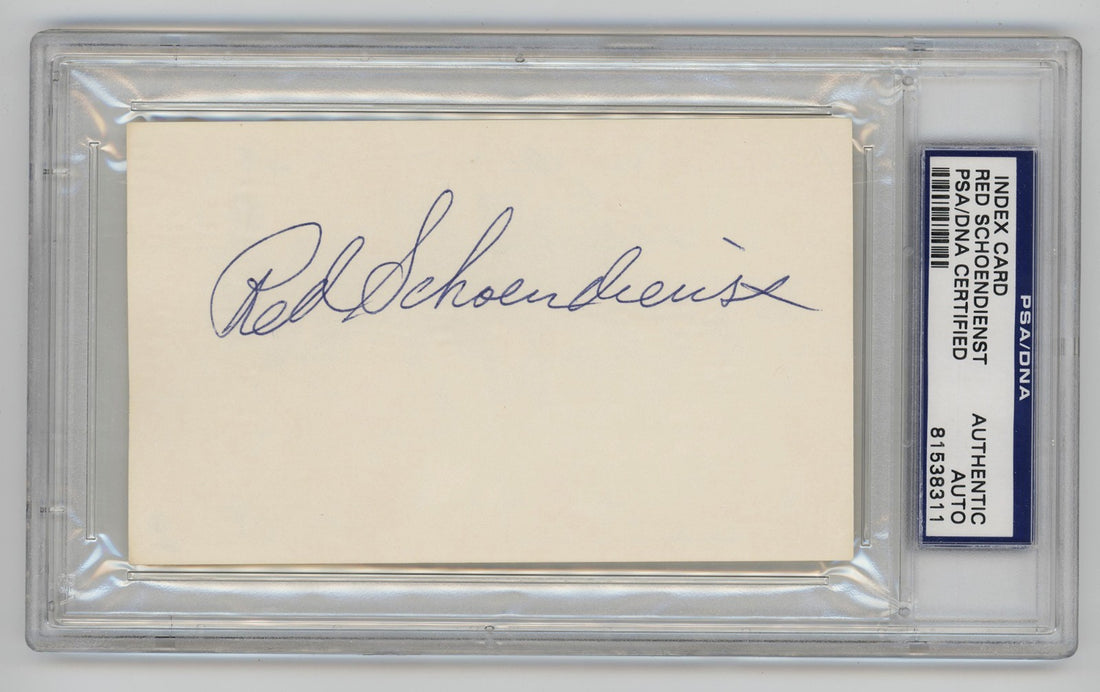 Red Schoendienst
PSA/DNA
INDEX CARD
RED SCHOENDIENST
PSA/DNA CERTIFIED
AUTHENTIC
AUTO
81538311